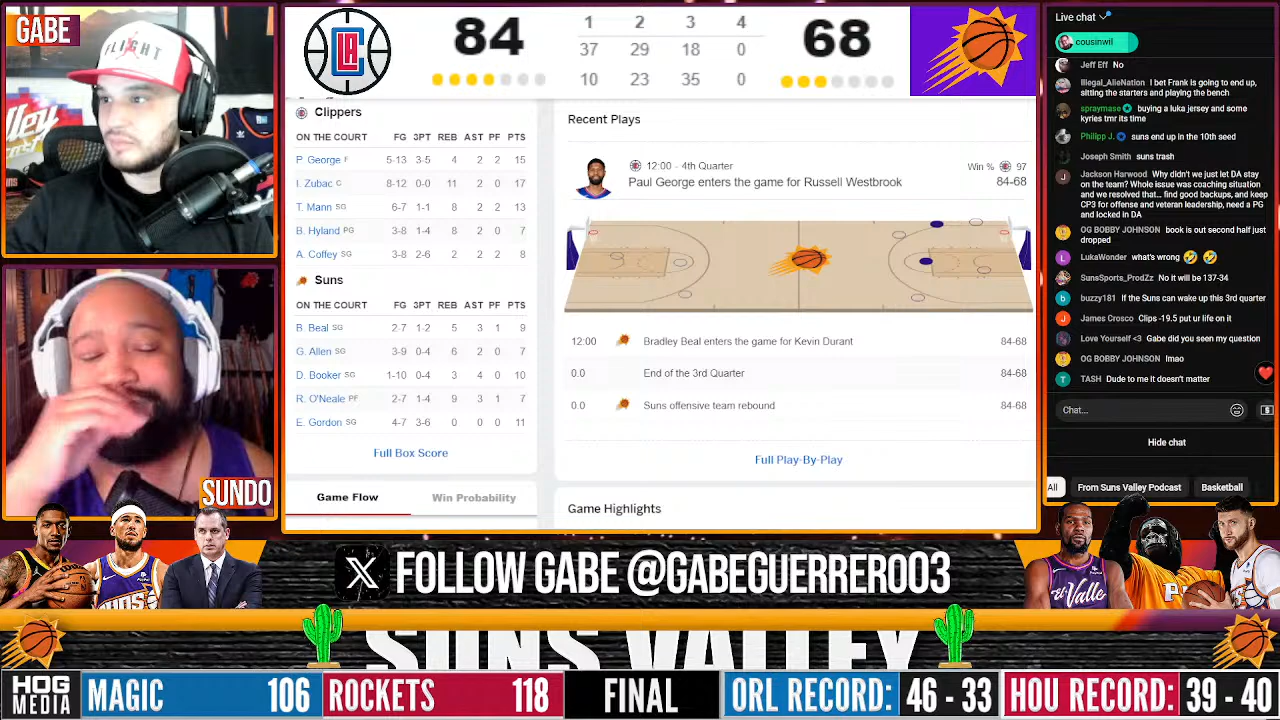 GABE
FLIGHT
SUNDO
84
1 2 3 4
37 29 18 0
10 23 35 0
68
Clippers
ON THE COURT FG 3PT REB AST PF PTS
P. George F 5-13 3-5 4 2 2 15
I. Zubac C 8-12 0-0 11 2 0 17
T. Mann SG 6-7 1-1 8 2 2 13
B. Hyland PG 3-8 1-4 8 2 0 7
A. Coffey SG 3-8 2-6 2 2 2 8
Suns
ON THE COURT FG 3PT REB AST PF PTS
B. Beal SG 2-7 1-2 5 3 1 9
G. Allen SG 3-9 0-4 6 2 0 7
D. Booker SG 1-10 0-4 3 4 0 10
R. O'Neale PF 2-7 1-4 9 3 1 7
E. Gordon SG 4-7 3-6 0 0 0 11
Full Box Score
Game Flow Win Probability
Recent Plays
12:00 - 4th Quarter Win % 97
Paul George enters the game for Russell Westbrook 84-68
12:00 Bradley Beal enters the game for Kevin Durant 84-68
0.0 End of the 3rd Quarter 84-68
0.0 Suns offensive team rebound 84-68
Full Play-By-Play
Game Highlights
Live chat
cousinwil
Jeff Eff No
Illegal_AlieNation I bet Frank is going to end up,
sitting the starters and playing the bench
spraymase buying a luka jersey and some
kyries tmr its time
Philipp J. suns end up in the 10th seed
Joseph Smith suns trash
Jackson Harwood Why didn't we just let DA stay
on the team? Whole issue was coaching situation
and we resolved that... find good backups, and keep
CP3 for offense and veteran leadership, need a PG
and locked in DA
OG BOBBY JOHNSON book is out second half just
dropped
LukaWonder what's wrong 🤣 🤣
SunsSports_ProdZz No it will be 137-34
buzzy181 If the Suns can wake up this 3rd quarter
James Crosco Clips -19.5 put ur life on it
Love Yourself <3 Gabe did you seen my question
OG BOBBY JOHNSON lmao
TASH Dude to me it doesn't matter
Chat...
Hide chat
All From Suns Valley Podcast Basketball
FOLLOW GABE @GABEGUERRERO03
SUNS VALLEY
HOG
MEDIA
MAGIC 106 ROCKETS 118 FINAL ORL RECORD: 46 - 33 HOU RECORD: 39 - 40